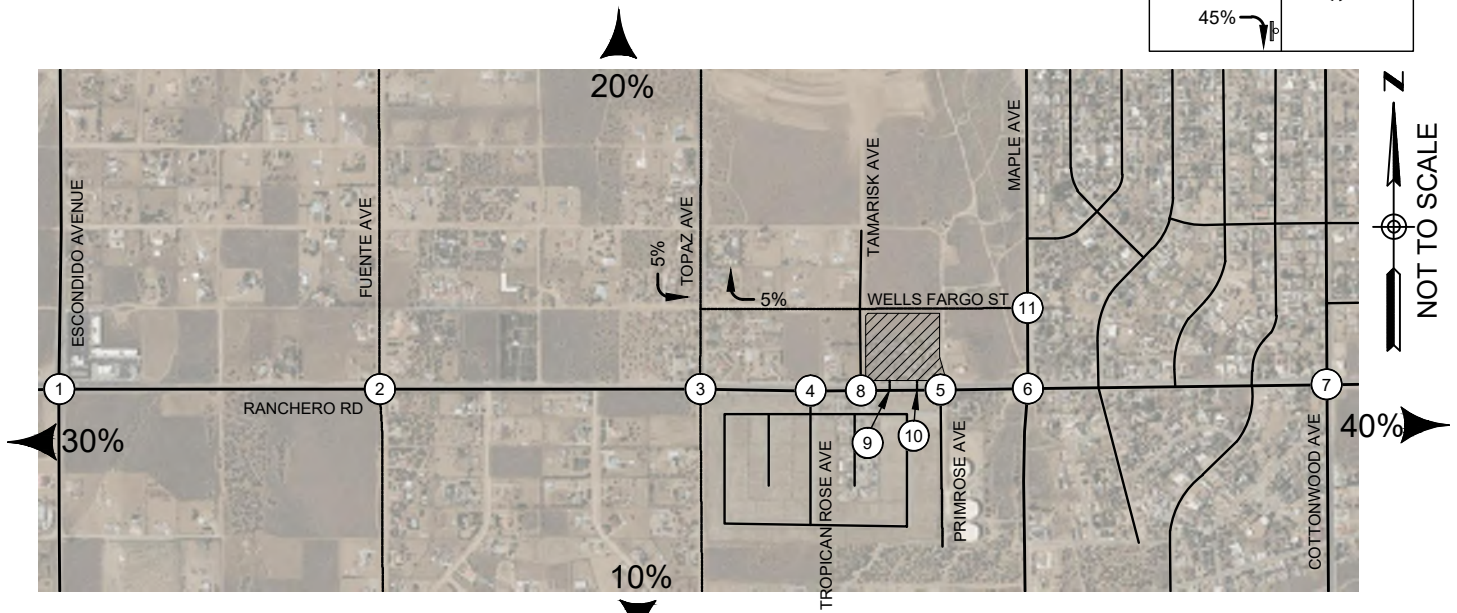 45%
20%
NOT TO SCALE
N
ESCONDIDO AVENUE
FUENTE AVE
TOPAZ AVE
TAMARISK AVE
MAPLE AVE
5%
5%
WELLS FARGO ST
11
1
2
3
4
8
5
6
7
RANCHERO RD
30%
40%
9
10
TROPICAN ROSE AVE
PRIMROSE AVE
COTTONWOOD AVE
10%